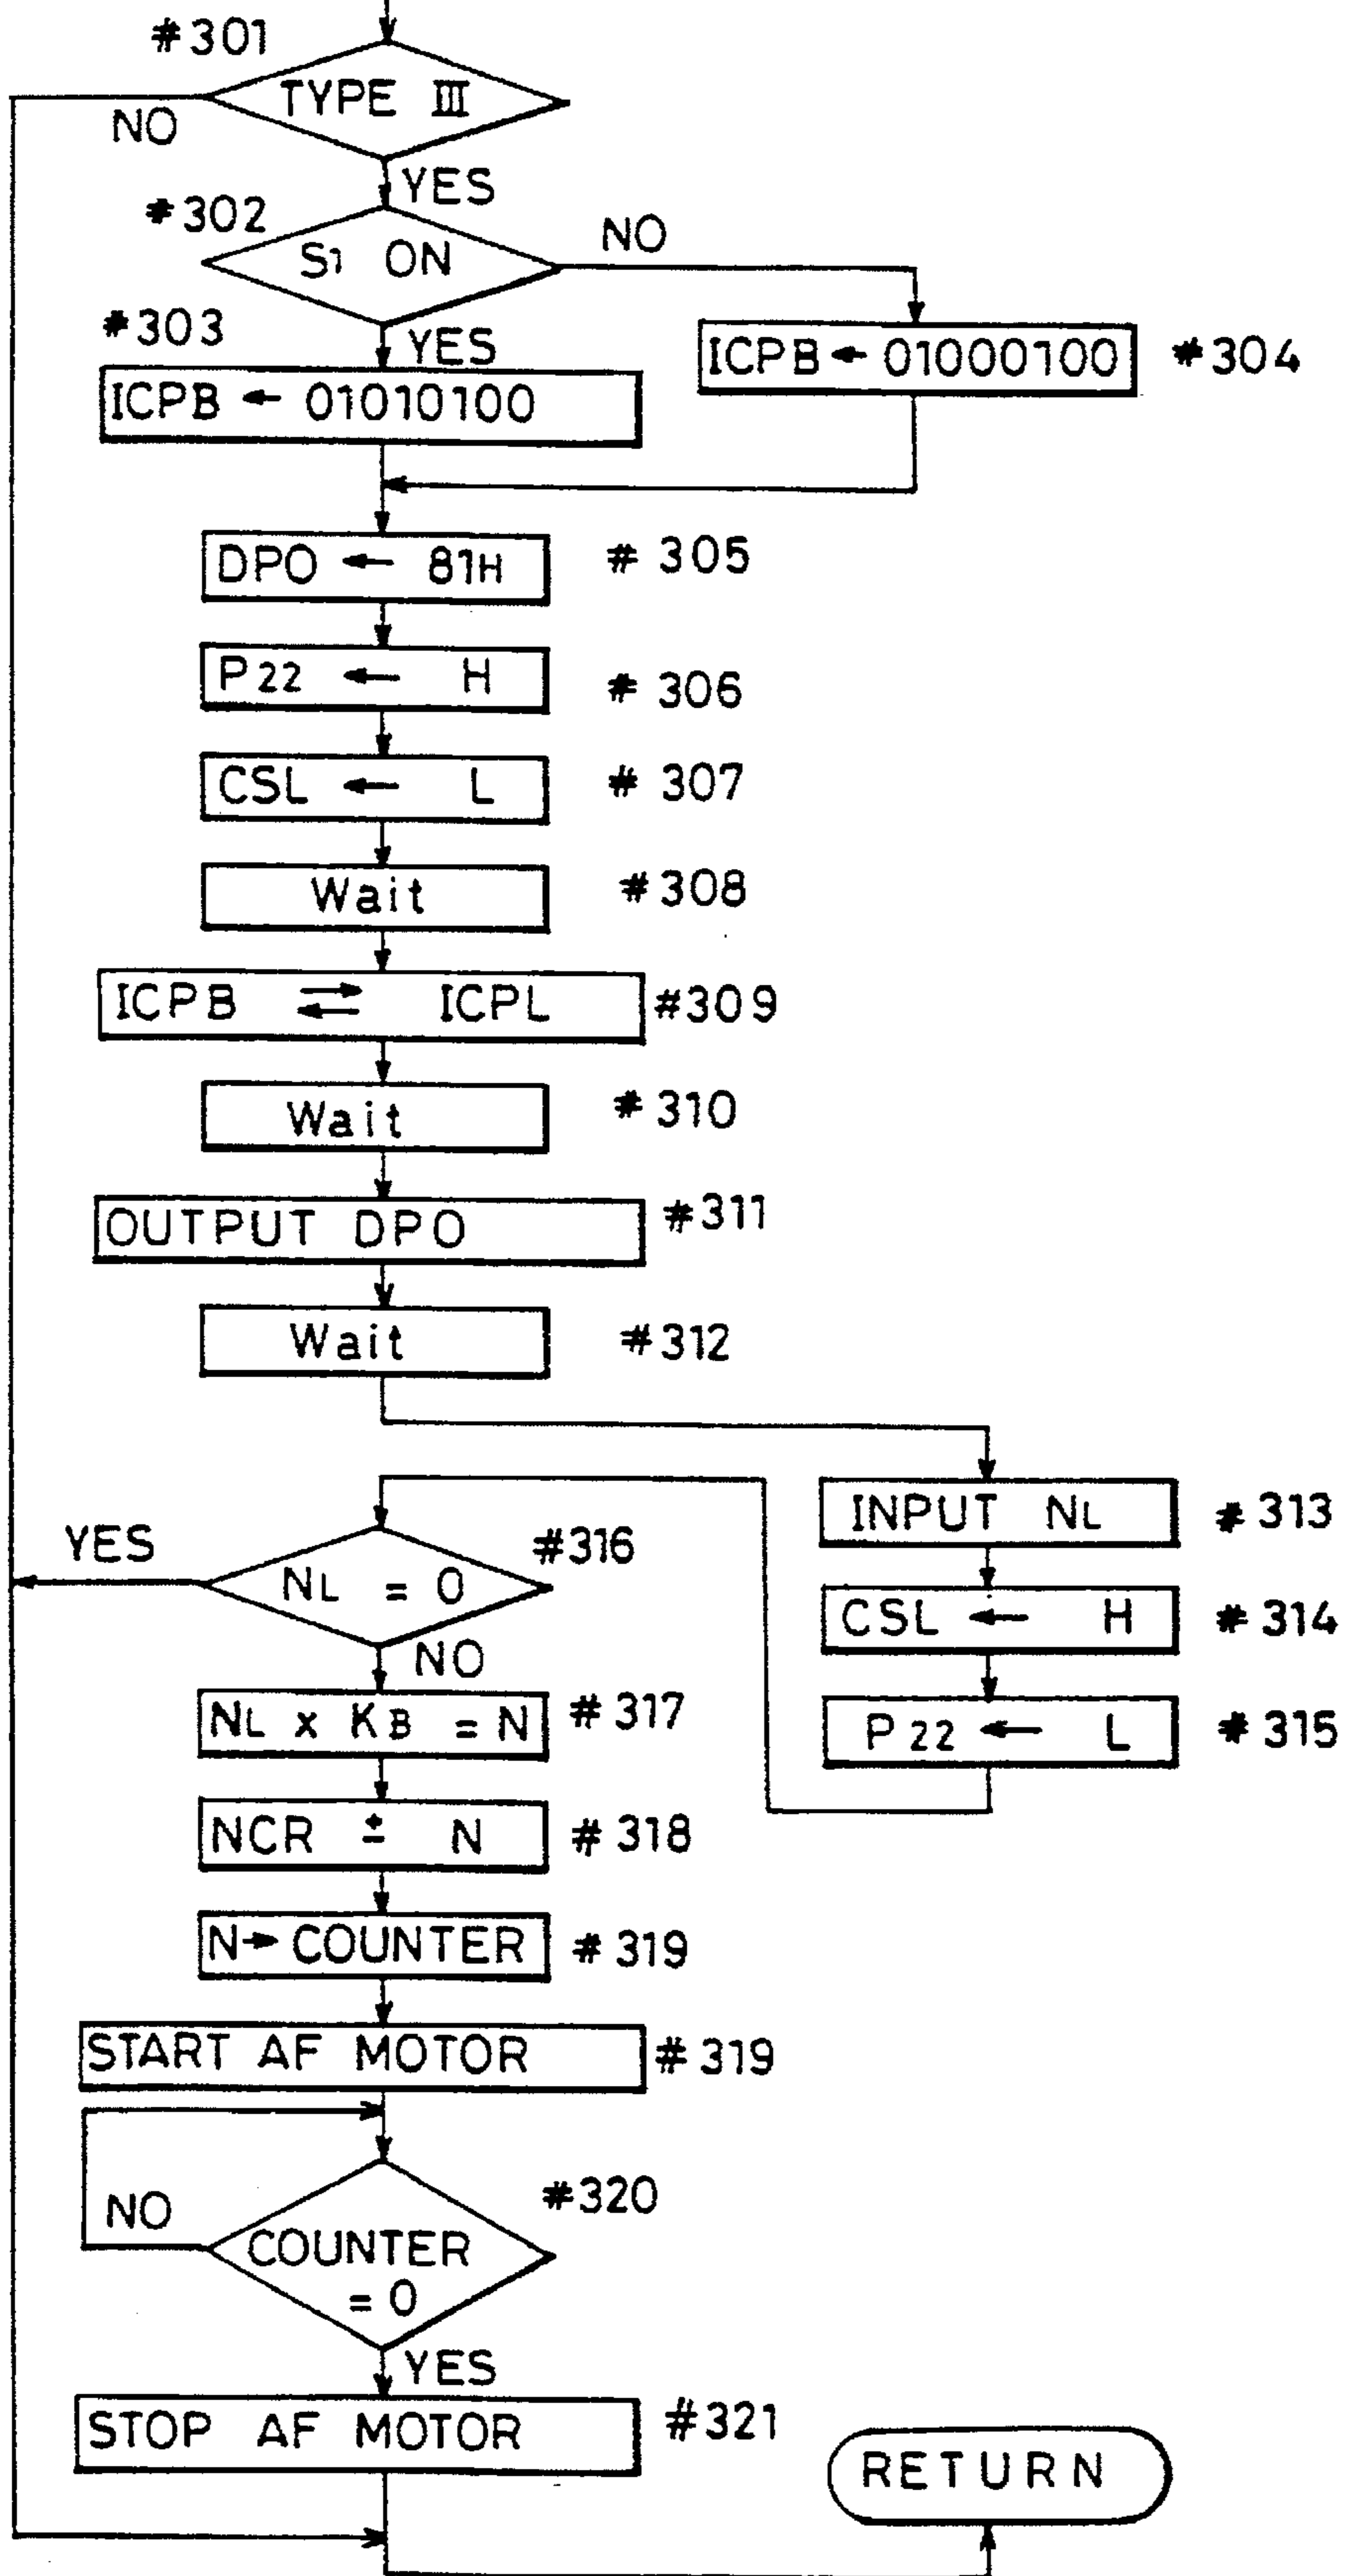 #301
TYPE III
NO
YES
#302
S1 ON
NO
#303
YES
ICPB ← 01000100 #304
ICPB ← 01010100
DPO ← 81H # 305
P22 ← H # 306
CSL ← L # 307
Wait #308
ICPB ⇄ ICPL #309
Wait #310
OUTPUT DPO #311
Wait #312
INPUT NL # 313
CSL ← H # 314
P22 ← L # 315
YES
#316
NL = 0
NO
NL x KB = N # 317
NCR ± N # 318
N→COUNTER # 319
START AF MOTOR # 319
#320
NO
COUNTER
= 0
YES
STOP AF MOTOR #321
RETURN